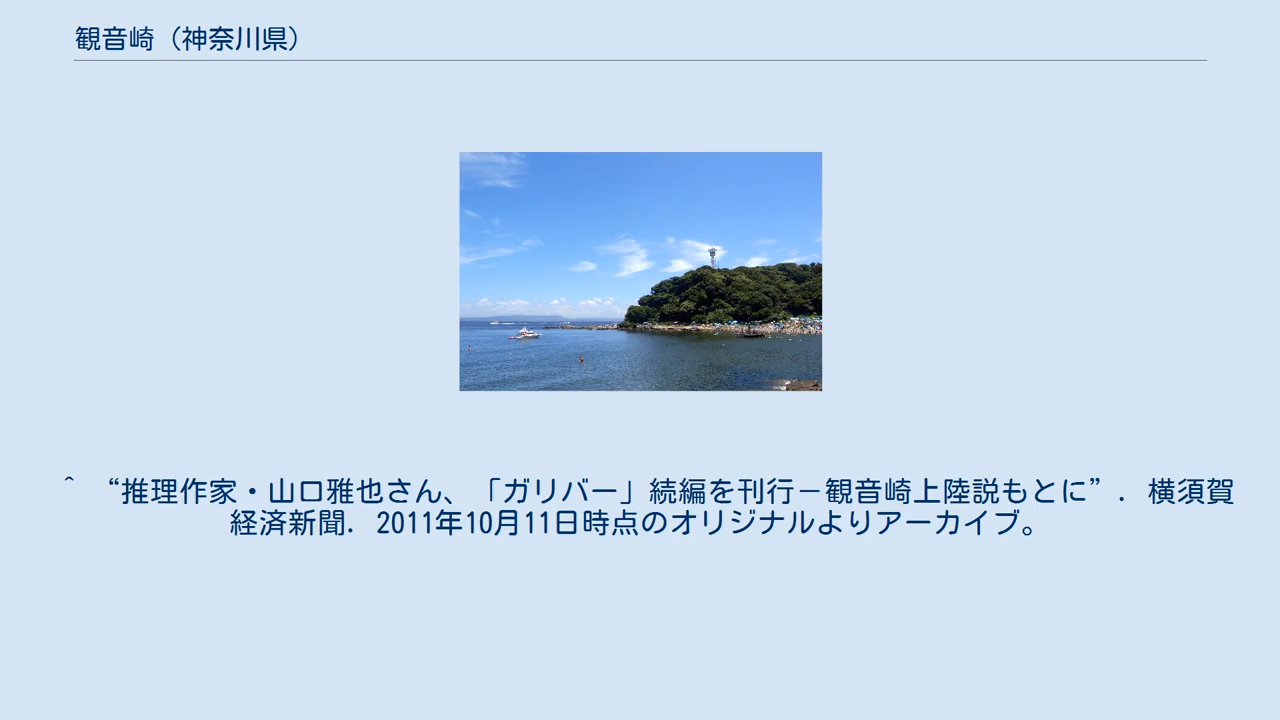 観音崎（神奈川県）
^ “推理作家・山口雅也さん、「ガリバー」続編を刊行－観音崎上陸説もとに”. 横須賀
経済新聞. 2011年10月11日時点のオリジナルよりアーカイブ。